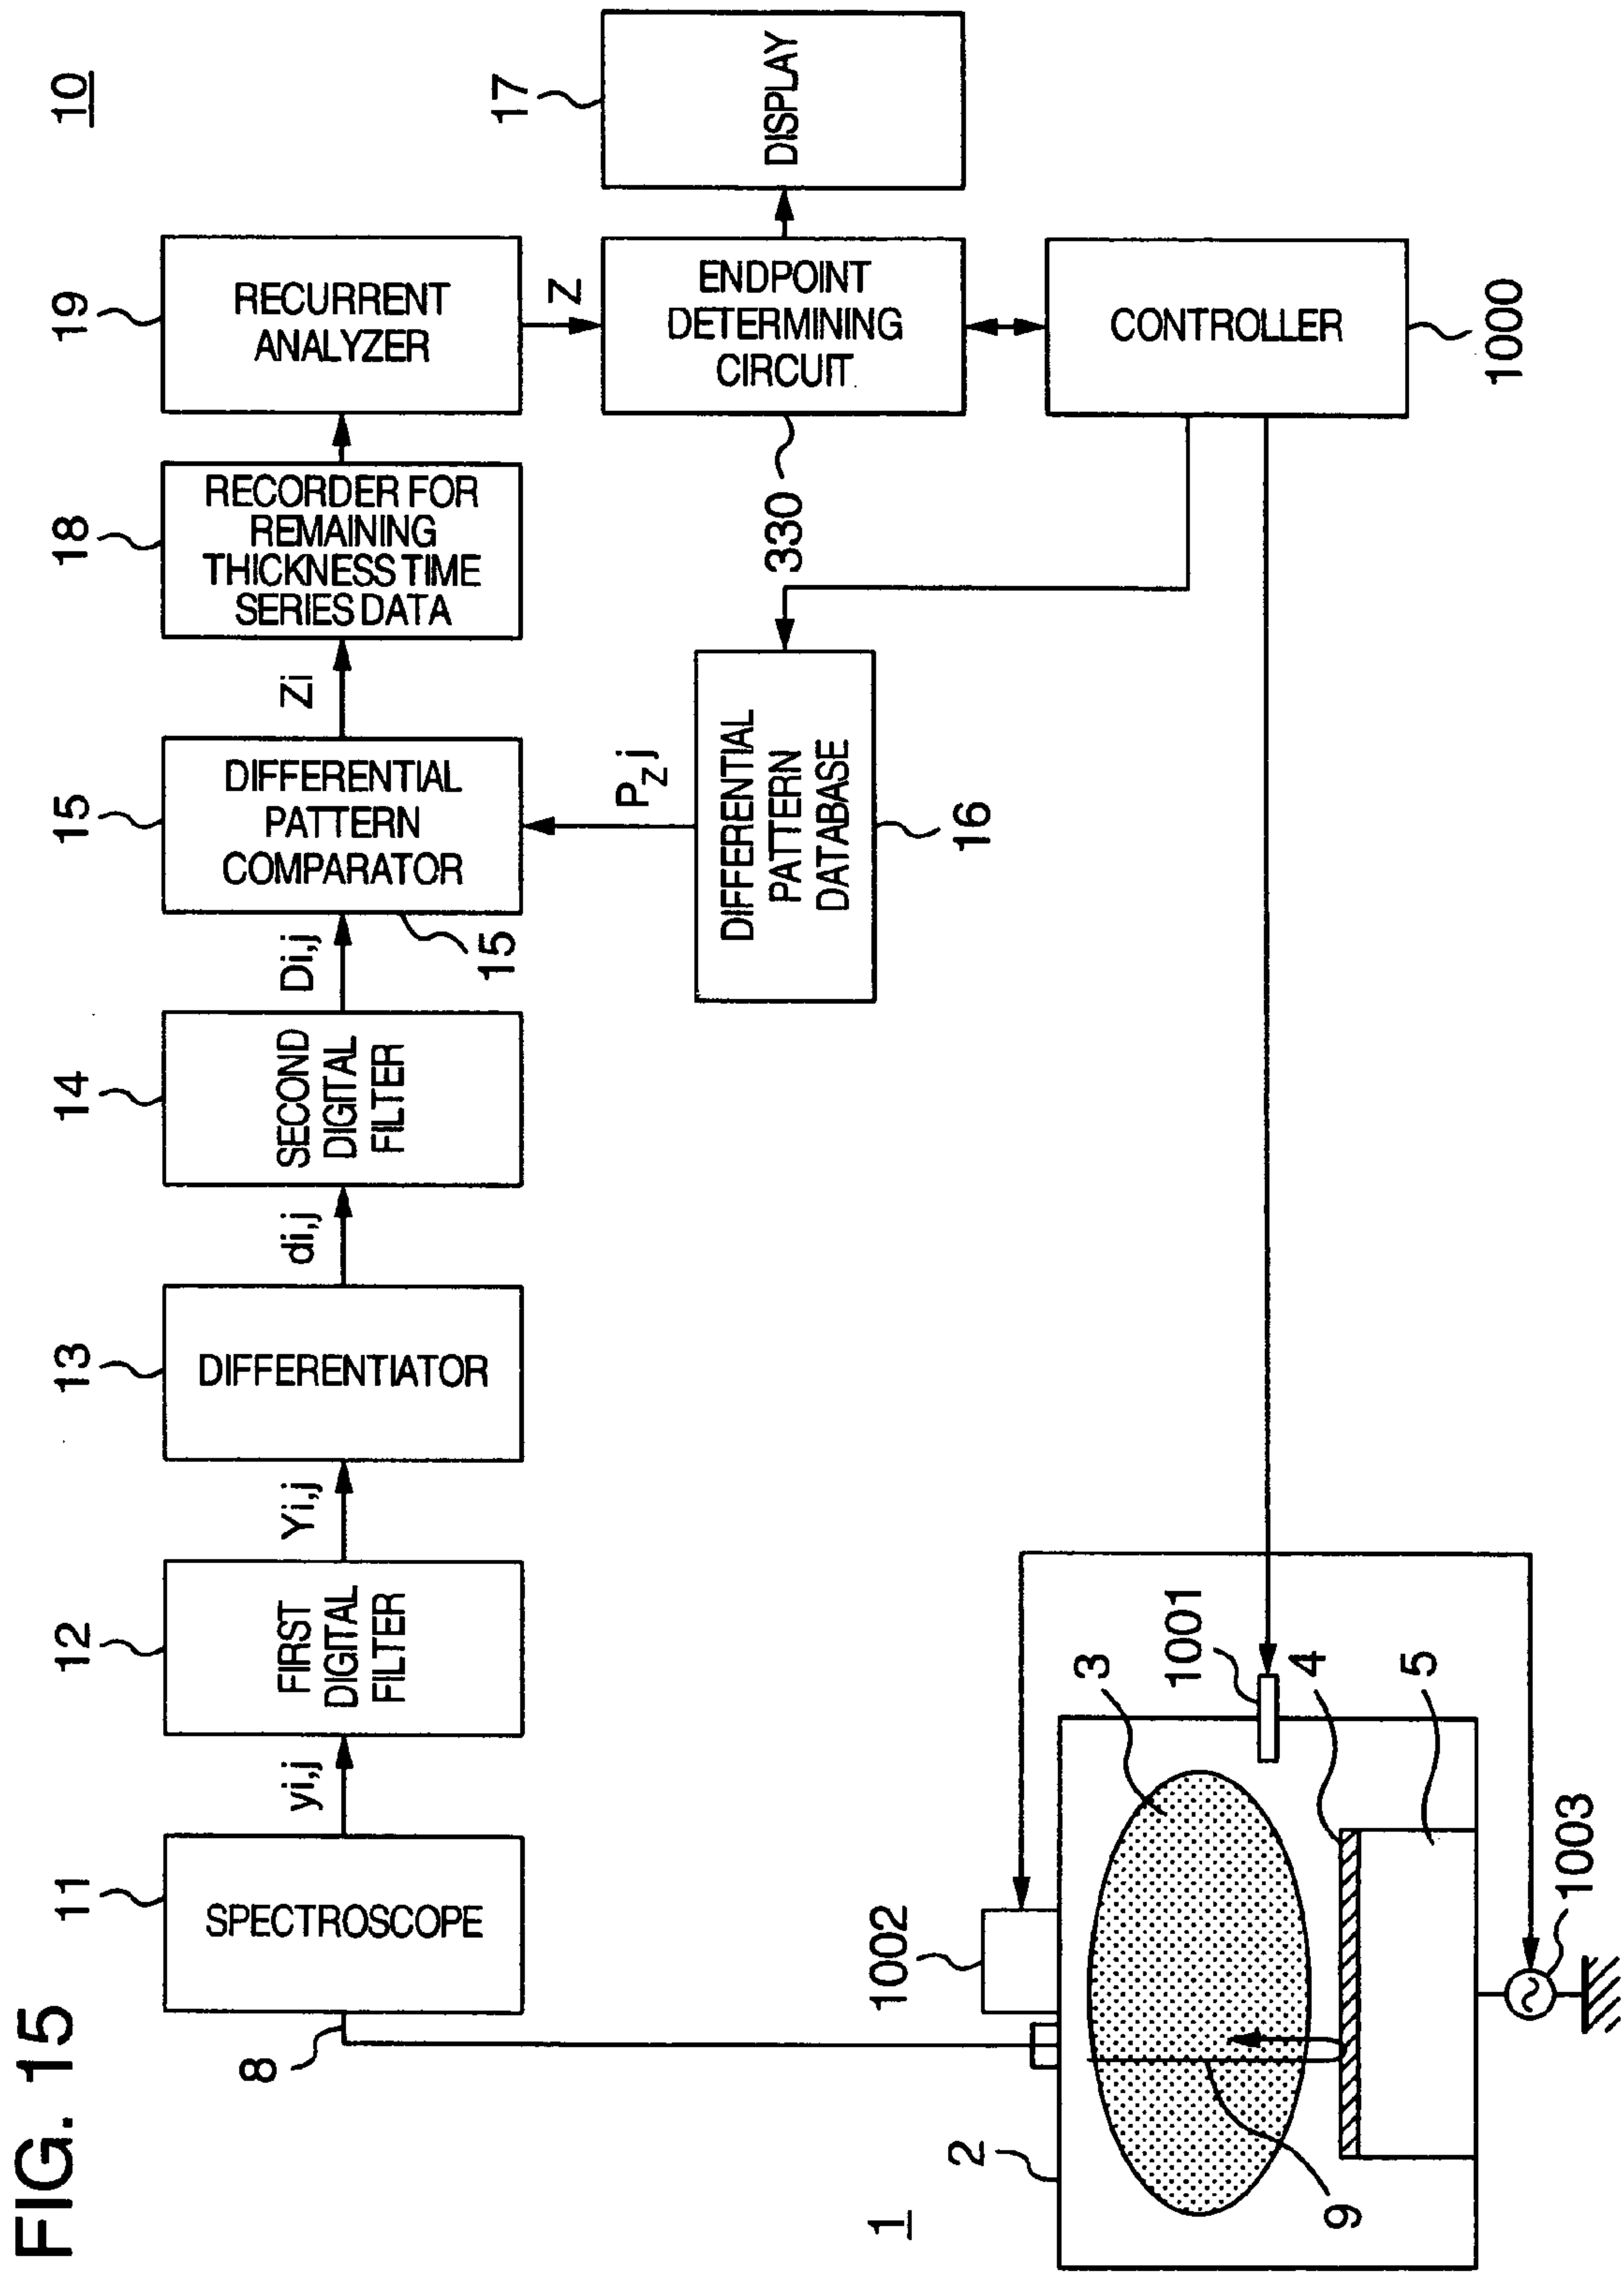 FIG. 15
10
11
SPECTROSCOPE
8
yi,j
12
FIRST
DIGITAL
FILTER
Yi,j
13
DIFFERENTIATOR
di,j
14
SECOND
DIGITAL
FILTER
Di,j
15
DIFFERENTIAL
PATTERN
COMPARATOR
15
Zi
18
RECORDER FOR
REMAINING
THICKNESS TIME
SERIES DATA
19
RECURRENT
ANALYZER
Z
PZ j
DIFFERENTIAL
PATTERN
DATABASE
16
330
ENDPOINT
DETERMINING
CIRCUIT
17
DISPLAY
CONTROLLER
1000
1
2
1002
3
1001
4
5
9
1003